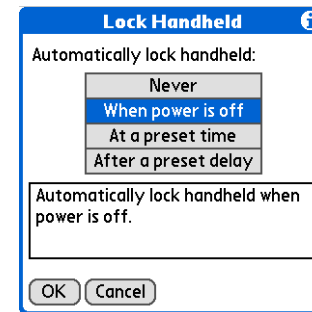 Lock Handheld
Automatically lock handheld:
Never
When power is off
At a preset time
After a preset delay
Automatically lock handheld when
power is off.
OK Cancel